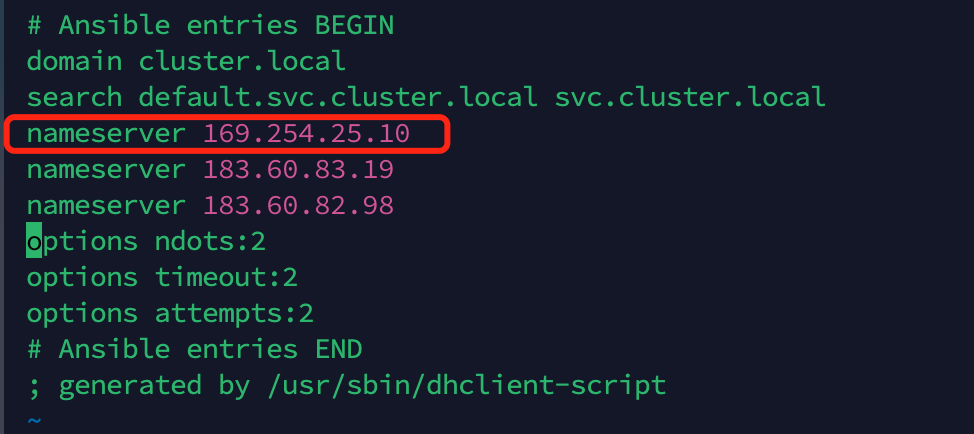 # Ansible entries BEGIN
domain cluster.local
search default.svc.cluster.local svc.cluster.local
nameserver 169.254.25.10
nameserver 183.60.83.19
nameserver 183.60.82.98
options ndots:2
options timeout:2
options attempts:2
# Ansible entries END
; generated by /usr/sbin/dhclient-script
~